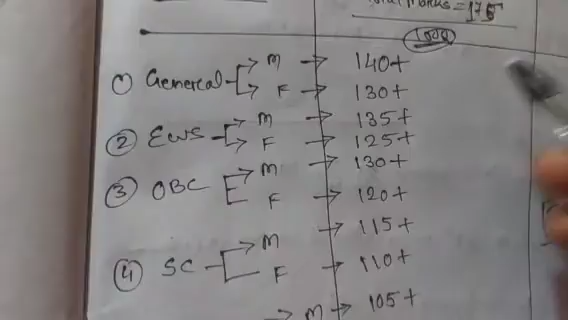 Total Marks = 175
① General → M → 140+
→ F → 130+
② EWS → M → 135+
→ F → 125+
③ OBC → M → 130+
F → 120+
④ SC → M → 115+
F → 110+
→ M → 105+